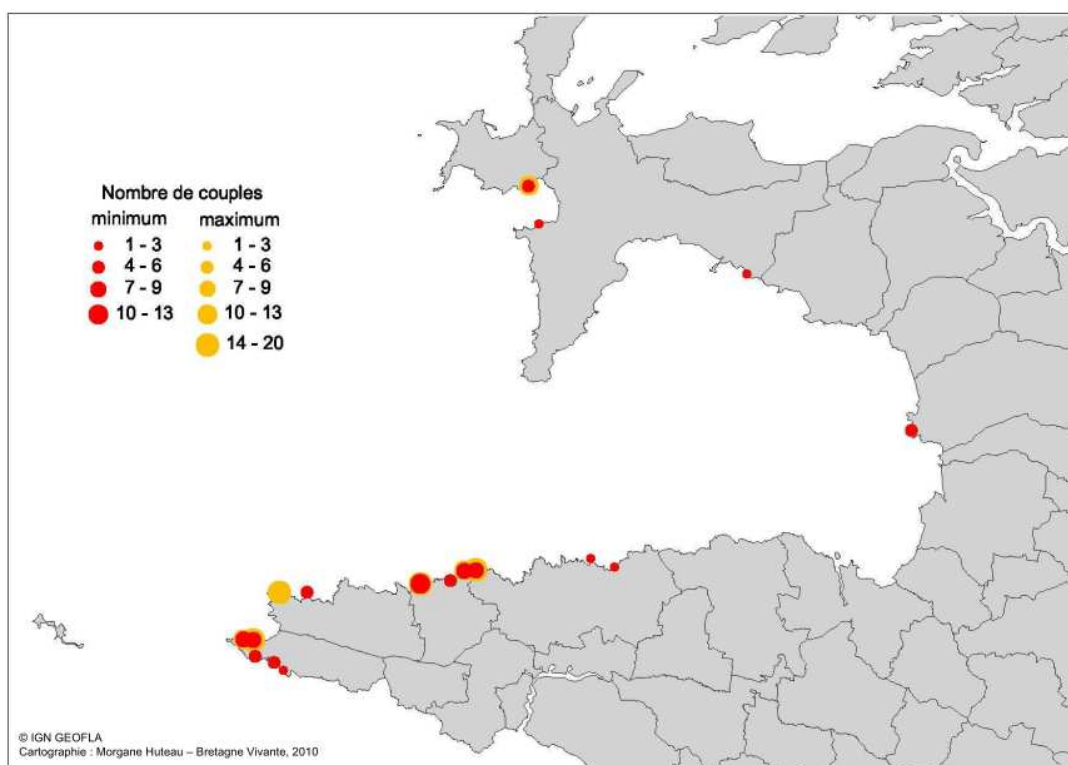 Nombre de couples
minimum maximum
1 - 3 1 - 3
4 - 6 4 - 6
7 - 9 7 - 9
10 - 13 10 - 13
14 - 20
© IGN GEOFLA
Cartographie : Morgane Huteau – Bretagne Vivante, 2010